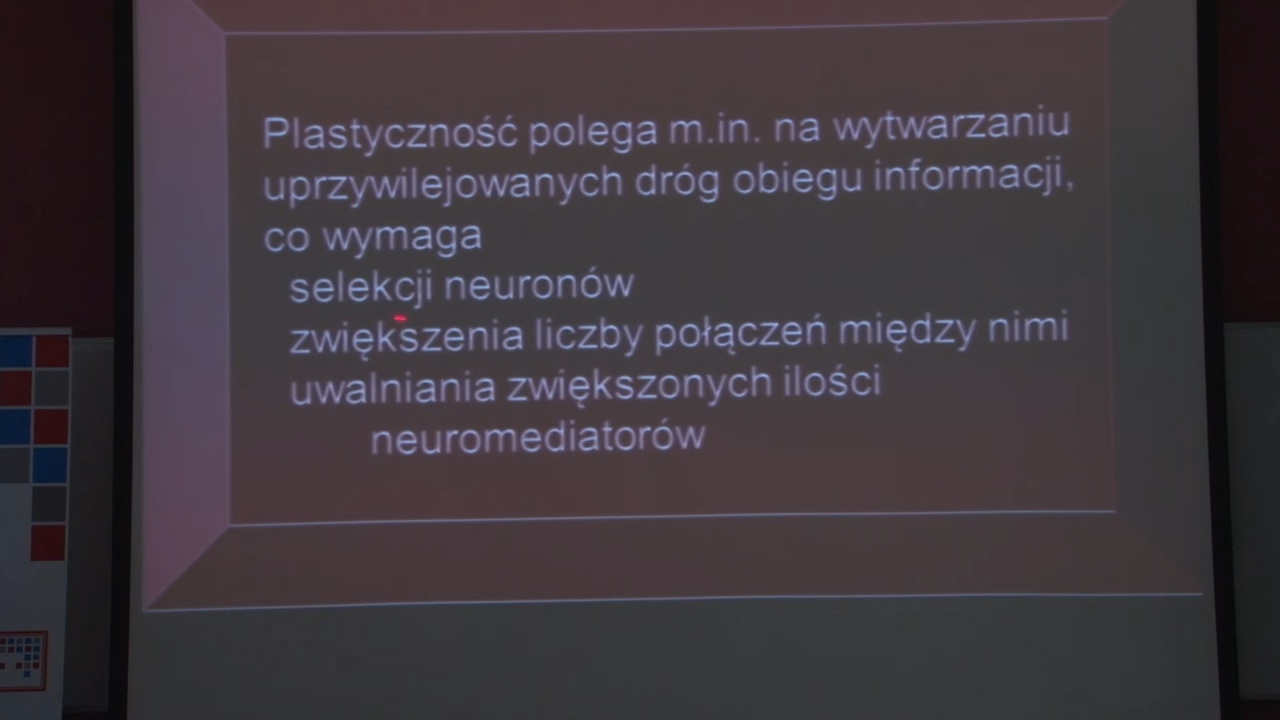 Plastyczność polega m.in. na wytwarzaniu
uprzywilejowanych dróg obiegu informacji,
co wymaga
selekcji neuronów
zwiększenia liczby połączeń między nimi
uwalniania zwiększonych ilości
neuromediatorów